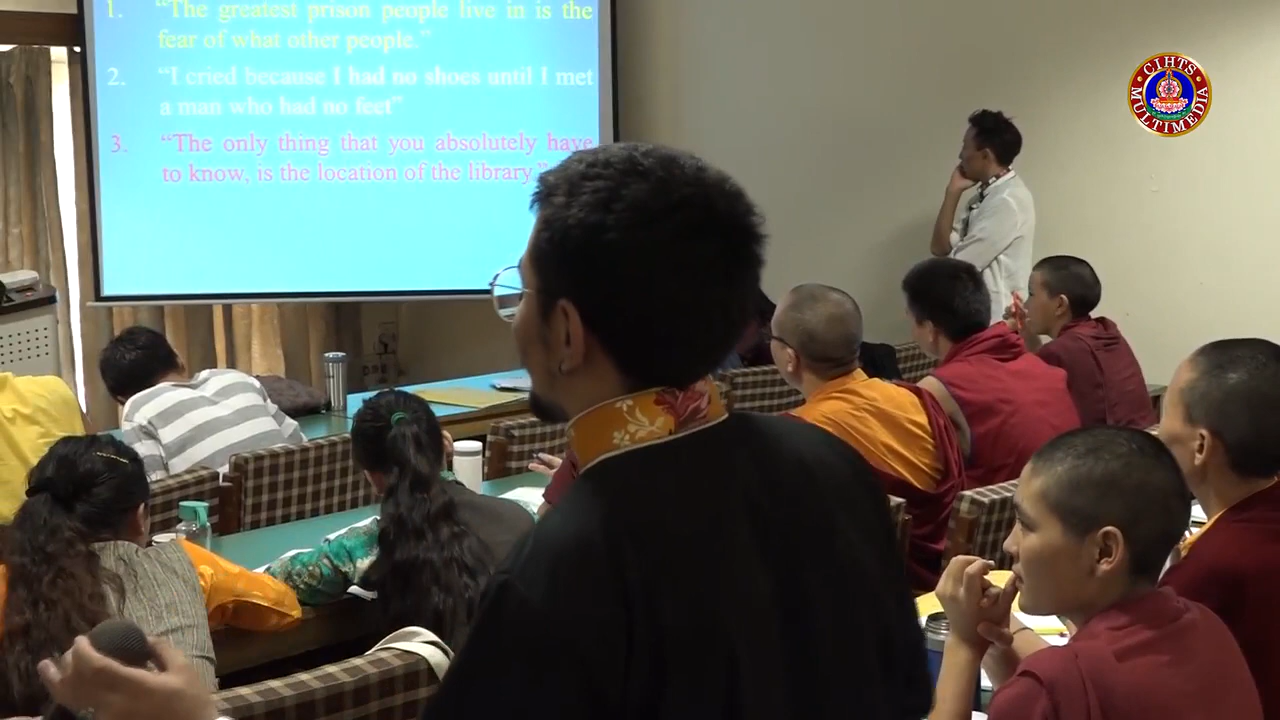 1. “The greatest prison people live in is the
fear of what other people.”
2. “I cried because I had no shoes until I met
a man who had no feet”
3. “The only thing that you absolutely have
to know, is the location of the library”
CIHTS
MULTIMEDIA